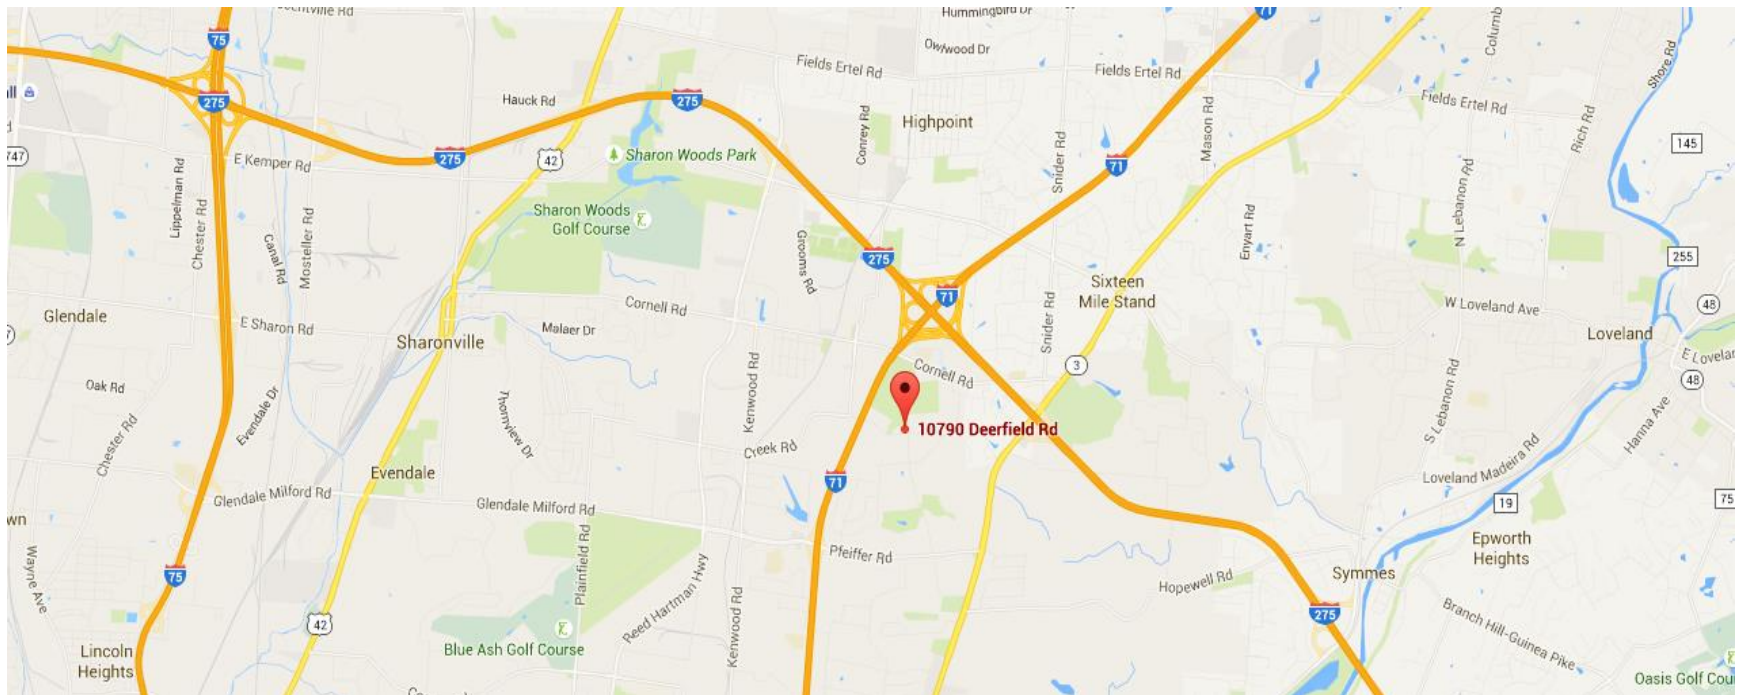 Hummingbird Dr
75
71
Owlwood Dr
Fields Ertel Rd
Fields Ertel Rd
Shore Rd
275
Hauck Rd
275
Fields Ertel Rd
Highpoint
Conrey Rd
Mason Rd
Rich Rd
145
747
E Kemper Rd
275
42
Sharon Woods Park
Snider Rd
71
Lippelman Rd
Chester Rd
Canal Rd
Mosteller Rd
Sharon Woods
Golf Course
Grooms Rd
275
Enyart Rd
N Lebanon Rd
255
71
Sixteen
Mile Stand
Glendale
E Sharon Rd
Sharonville
Cornell Rd
Malaer Dr
Snider Rd
W Loveland Ave
48
Loveland
Oak Rd
Kenwood Rd
Cornell Rd
3
48
Evendale Dr
Chester Rd
Thornview Dr
10790 Deerfield Rd
S Lebanon Rd
Hanna Ave
Creek Rd
Evendale
71
Loveland Madeira Rd
Glendale Milford Rd
Glendale Milford Rd
19
75
Wayne Ave
Plainfield Rd
Pfeiffer Rd
Epworth
Heights
75
Reed Hartman Hwy
Kenwood Rd
Hopewell Rd
Symmes
42
275
Branch Hill-Guinea Pike
Lincoln
Heights
Blue Ash Golf Course